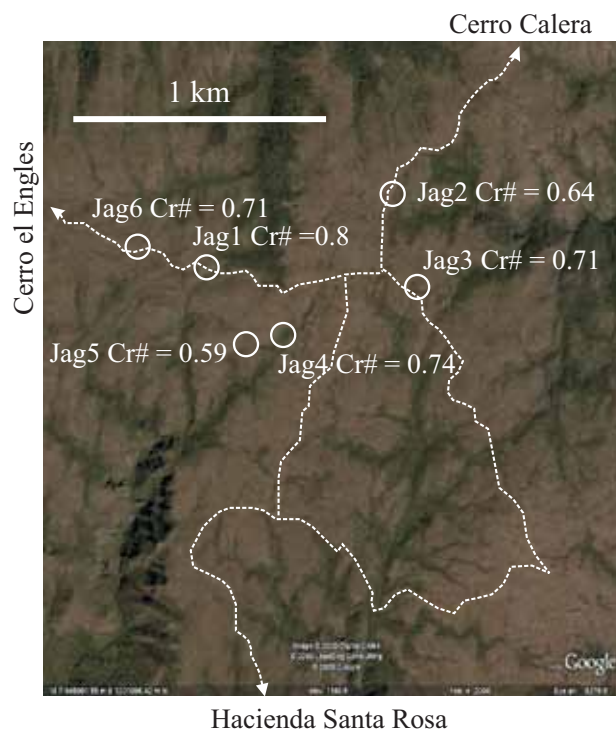 Cerro Calera
1 km
Cerro el Engles
Jag6 Cr# = 0.71
Jag2 Cr# = 0.64
Jag1 Cr# =0.8
Jag3 Cr# = 0.71
Jag5 Cr# = 0.59
Jag4 Cr# = 0.74
Google
Hacienda Santa Rosa